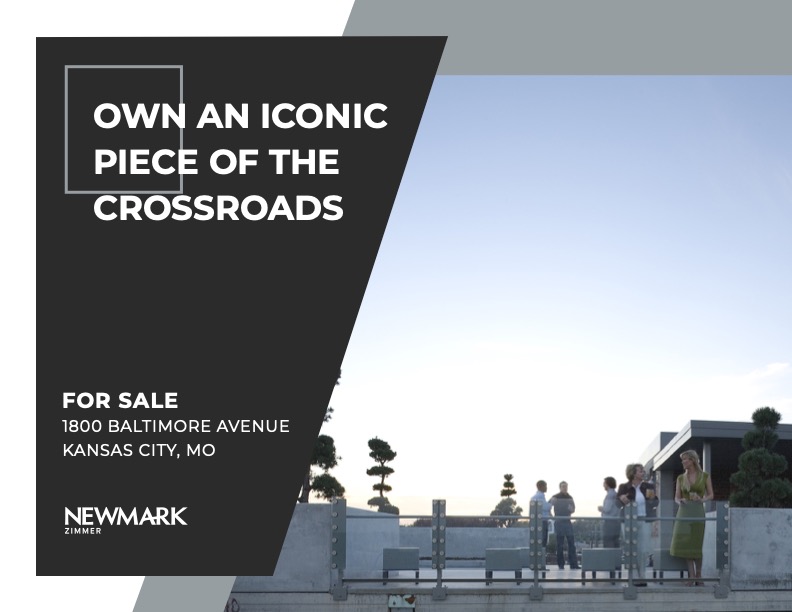 OWN AN ICONIC
PIECE OF THE
CROSSROADS
FOR SALE
1800 BALTIMORE AVENUE
KANSAS CITY, MO
NEWMARK
ZIMMER